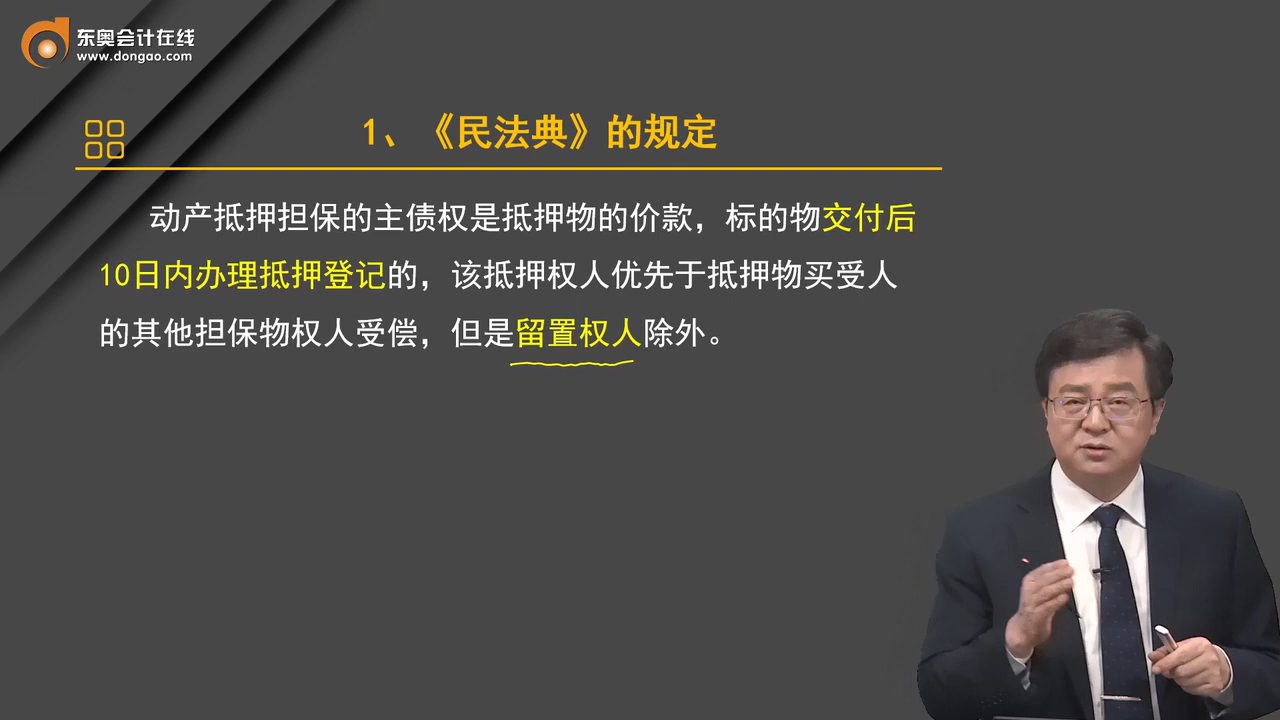 东奥会计在线
www.dongao.com
1、《民法典》的规定
动产抵押担保的主债权是抵押物的价款，标的物交付后
10日内办理抵押登记的，该抵押权人优先于抵押物买受人
的其他担保物权人受偿，但是留置权人除外。